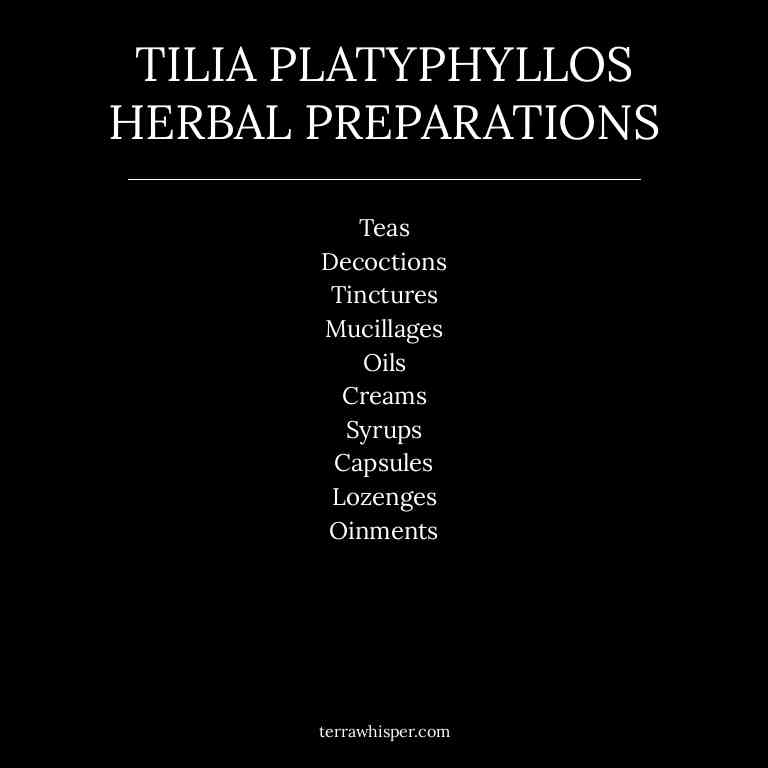 TILIA PLATYPHYLLOS
HERBAL PREPARATIONS
Teas
Decoctions
Tinctures
Mucillages
Oils
Creams
Syrups
Capsules
Lozenges
Oinments
terrawhisper.com